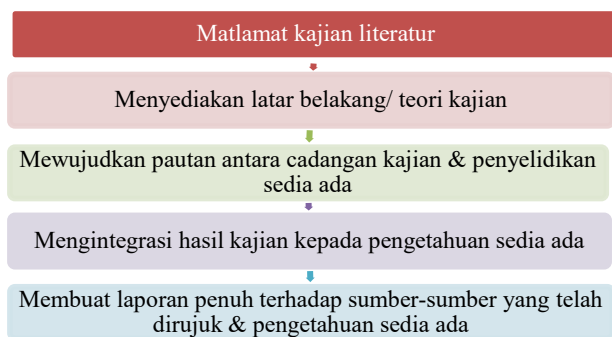 Matlamat kajian literatur
Menyediakan latar belakang/ teori kajian
Mewujudkan pautan antara cadangan kajian & penyelidikan
sedia ada
Mengintegrasi hasil kajian kepada pengetahuan sedia ada
Membuat laporan penuh terhadap sumber-sumber yang telah
dirujuk & pengetahuan sedia ada